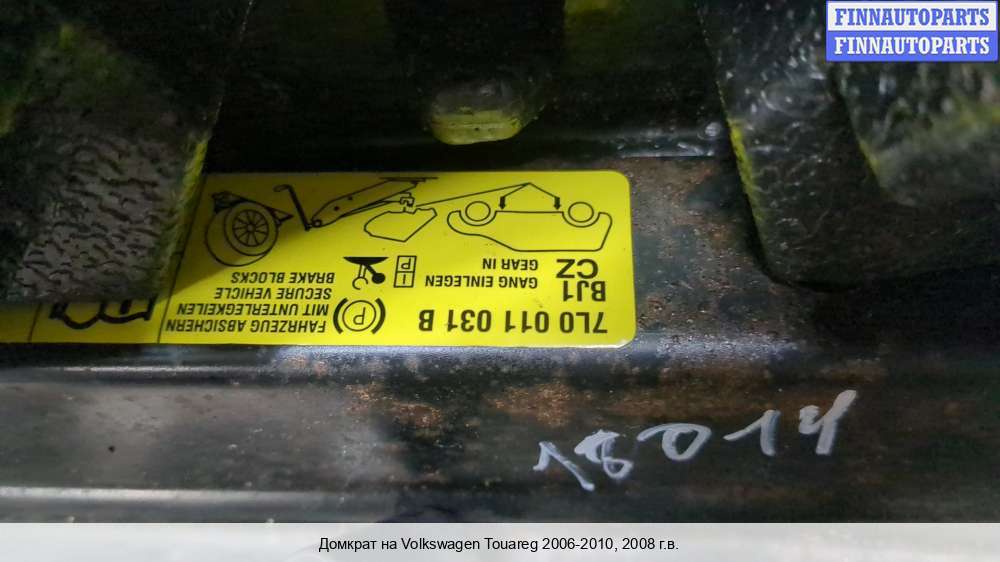 FINNAUTOPARTS
FINNAUTOPARTS
7L0 011 031 B
BJ1
CZ
GANG EINLEGEN
GEAR IN
I
P
P
FAHRZEUG ABSICHERN
MIT UNTERLEGKEILEN
SECURE VEHICLE
BRAKE BLOCKS
18014
Домкрат на Volkswagen Touareg 2006-2010, 2008 г.в.